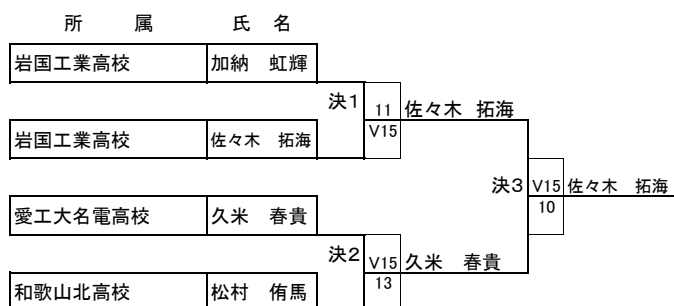 所　属　氏　名
岩国工業高校　加納　虹輝
決1　11　佐々木　拓海
V15
岩国工業高校　佐々木　拓海
決3　V15　佐々木　拓海
10
愛工大名電高校　久米　春貴
決2　V15　久米　春貴
13
和歌山北高校　松村　侑馬